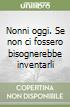 Nonni oggi. Se non ci fossero
bisognerebbe
inventarli